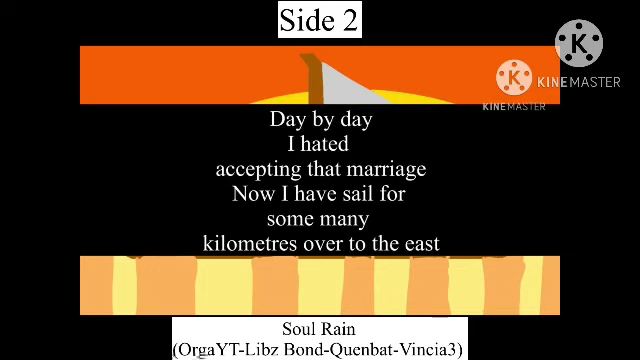 Side 2
KINEMASTER
KINEMASTER
Day by day
I hated
accepting that marriage
Now I have sail for
some many
kilometres over to the east
Soul Rain
(OrgaYT-Libz Bond-Quenbat-Vincia3)